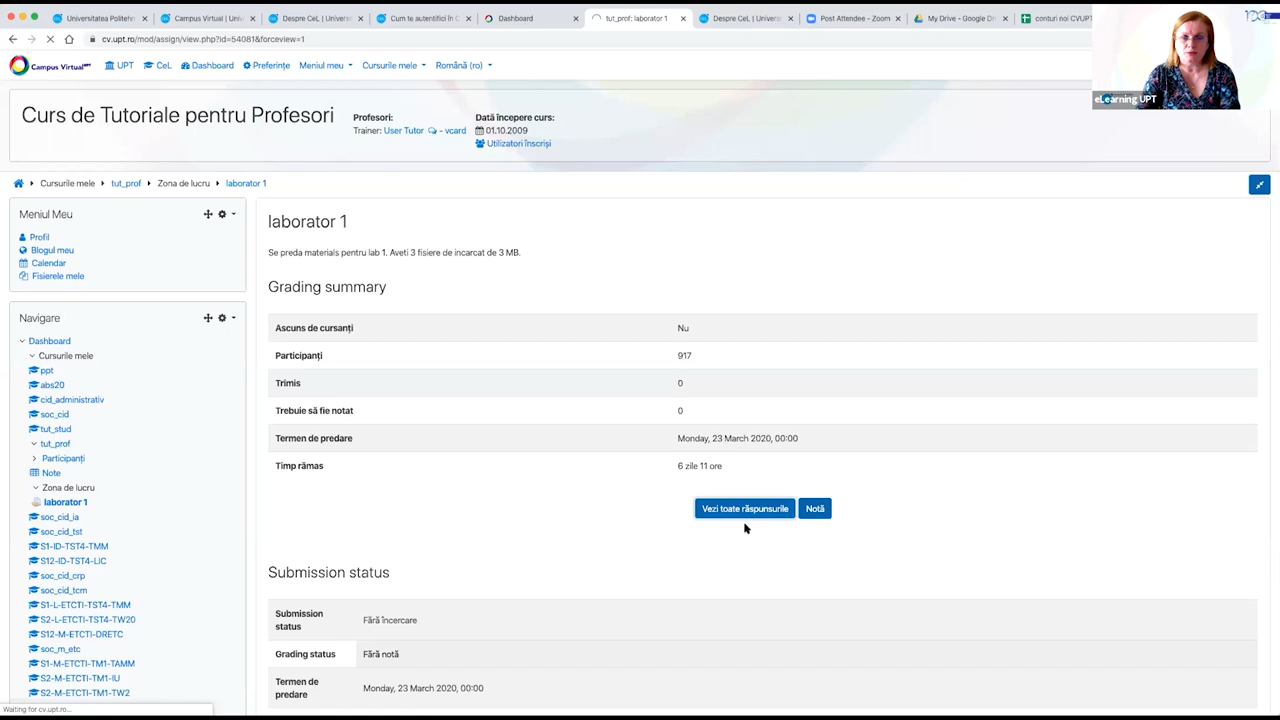 Universitatea Politehn
Campus Virtual | Uni
Despre CeL | Univers
Cum te autentifici în C
Dashboard
tut_prof: laborator 1
Despre CeL | Universi
Post Attendee - Zoom
My Drive - Google Dri
conturi noi CVUPT
cv.upt.ro/mod/assign/view.php?id=54081&forceview=1
Campus Virtual UPT
UPT
CeL
Dashboard
Preferințe
Meniul meu
Cursurile mele
Română (ro)
eLearning UPT
Curs de Tutoriale pentru Profesori
Profesori:
Trainer: User Tutor - vcard
Dată începere curs:
01.10.2009
Utilizatori înscriși
Cursurile mele
tut_prof
Zona de lucru
laborator 1
Meniul Meu
Profil
Blogul meu
Calendar
Fisierele mele
Navigare
Dashboard
Cursurile mele
ppt
abs20
cid_administrativ
soc_cid
tut_stud
tut_prof
Participanți
Note
Zona de lucru
laborator 1
soc_cid_ia
soc_cid_tst
S1-ID-TST4-TMM
S12-ID-TST4-LIC
soc_cid_crp
soc_cid_tcm
S1-L-ETCTI-TST4-TMM
S2-L-ETCTI-TST4-TW20
S12-M-ETCTI-DRETC
soc_m_etc
S1-M-ETCTI-TM1-TAMM
S2-M-ETCTI-TM1-IU
S2-M-ETCTI-TM1-TW2
Waiting for cv.upt.ro...
laborator 1
Se preda materials pentru lab 1. Aveti 3 fisiere de incarcat de 3 MB.
Grading summary
Ascuns de cursanți Nu
Participanți 917
Trimis 0
Trebuie să fie notat 0
Termen de predare Monday, 23 March 2020, 00:00
Timp rămas 6 zile 11 ore
Vezi toate răspunsurile
Notă
Submission status
Submission status Fără încercare
Grading status Fără notă
Termen de predare Monday, 23 March 2020, 00:00